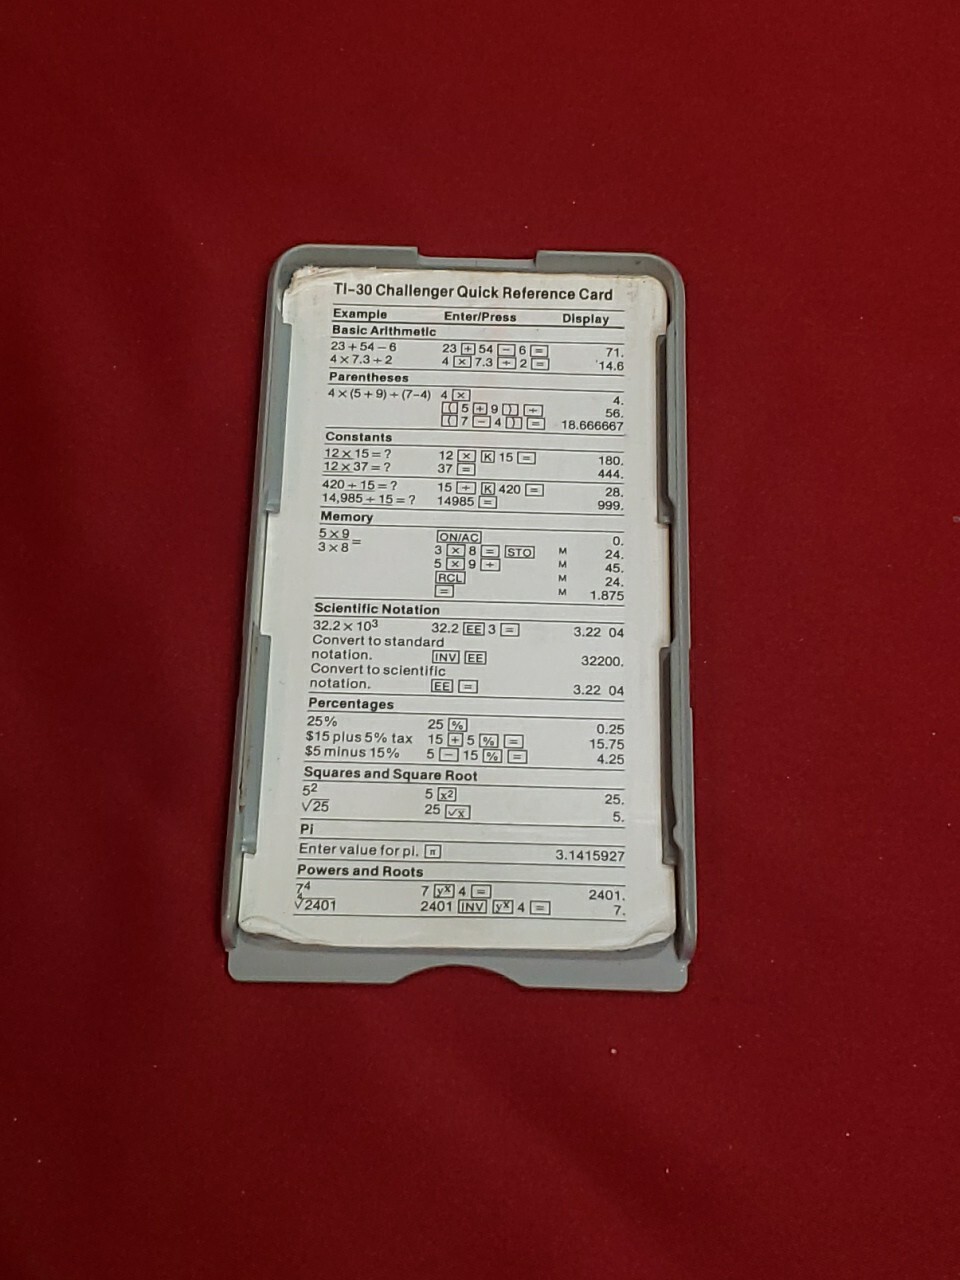 TI-30 Challenger Quick Reference Card
Example Enter/Press Display
Basic Arithmetic
23 + 54 − 6 23 + 54 − 6 = 71.
4 × 7.3 ÷ 2 4 × 7.3 ÷ 2 = 14.6
Parentheses
4 × (5 + 9) ÷ (7−4) 4 × 4.
( 5 + 9 ) ÷ 56.
( 7 − 4 ) = 18.666667
Constants
12 × 15 = ? 12 × K 15 = 180.
12 × 37 = ? 37 = 444.
420 ÷ 15 = ? 15 ÷ K 420 = 28.
14,985 ÷ 15 = ? 14985 = 999.
Memory
5 × 9 ON/AC 0.
3 × 8 = 3 × 8 = STO M 24.
5 × 9 ÷ M 45.
RCL M 24.
= M 1.875
Scientific Notation
32.2 × 10³ 32.2 EE 3 = 3.22 04
Convert to standard
notation. INV EE 32200.
Convert to scientific
notation. EE = 3.22 04
Percentages
25% 25 % 0.25
$15 plus 5% tax 15 + 5 % = 15.75
$5 minus 15% 5 − 15 % = 4.25
Squares and Square Root
5² 5 x² 25.
√25 25 √x 5.
Pi
Enter value for pi. π 3.1415927
Powers and Roots
7⁴ 7 yˣ 4 = 2401.
⁴√2401 2401 INV yˣ 4 = 7.